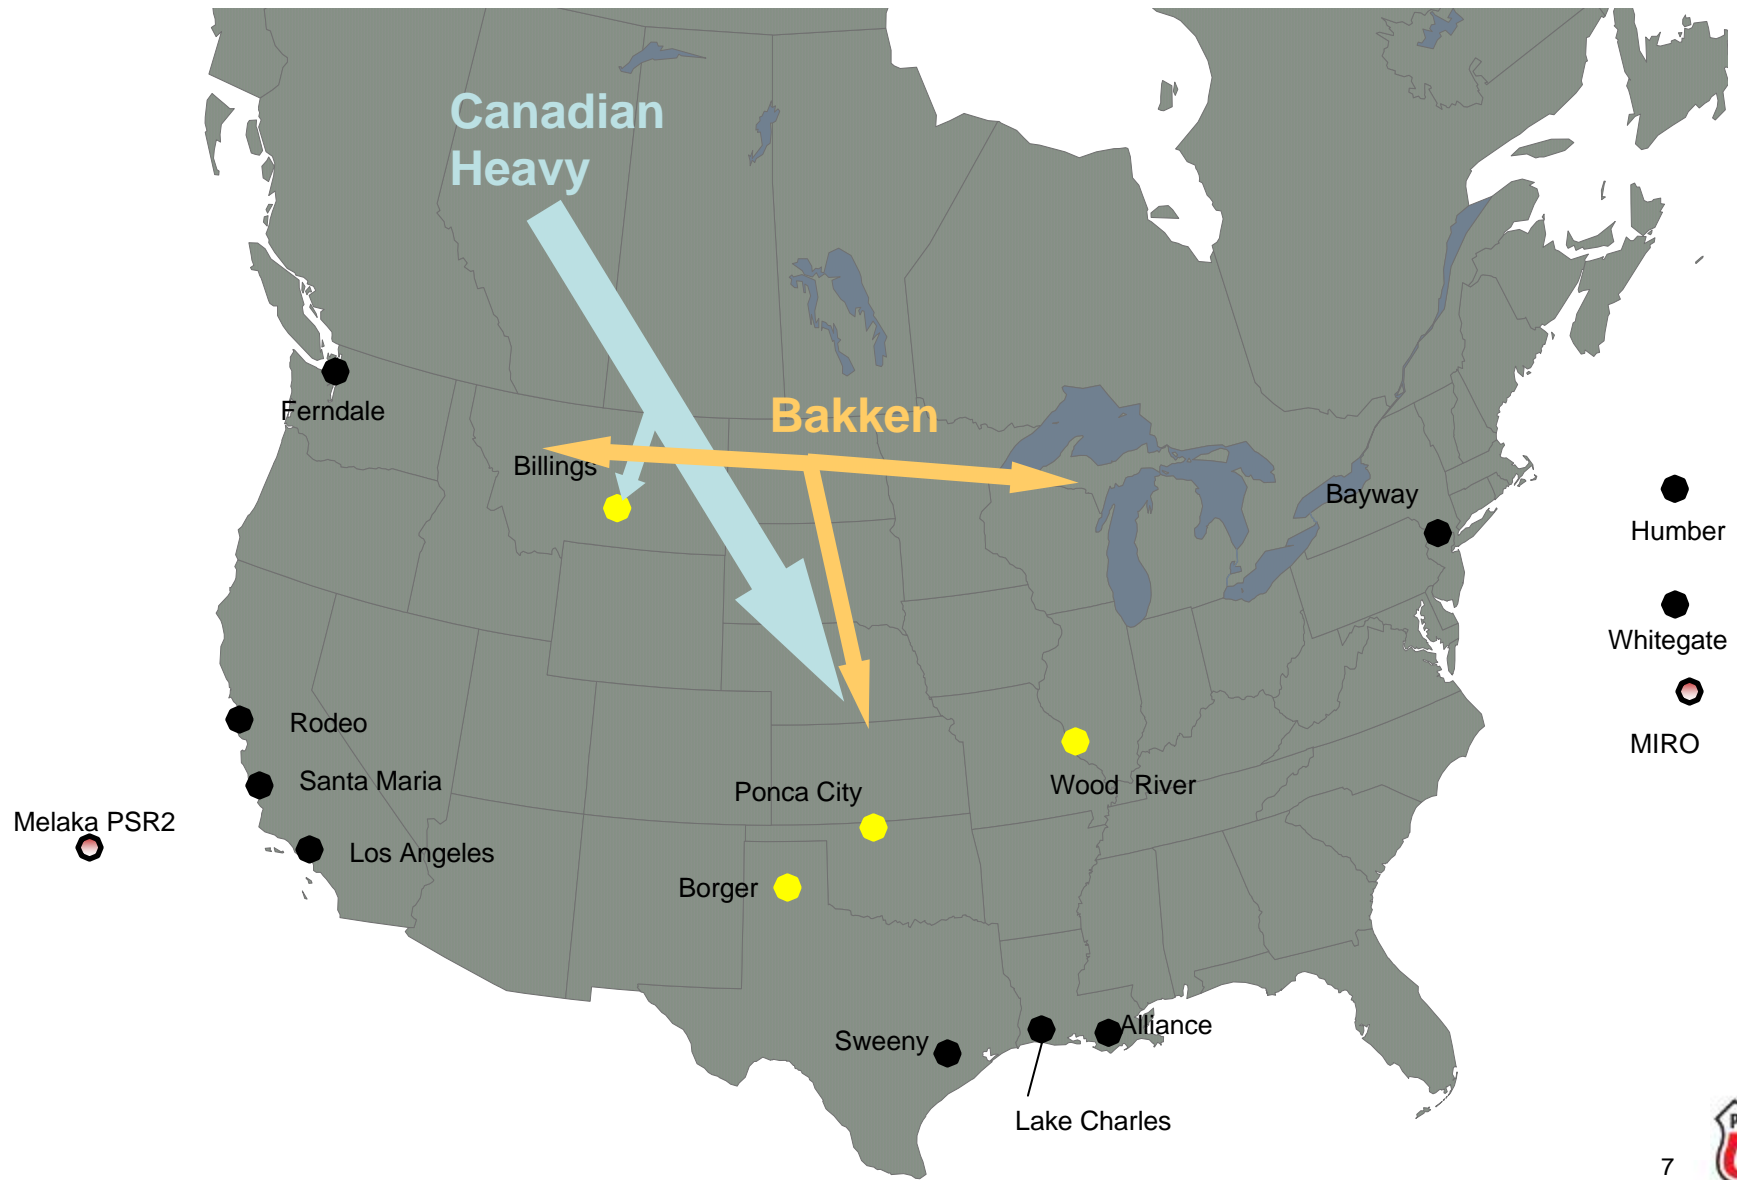 Canadian
Heavy
Bakken
Ferndale
Billings
Bayway
Humber
Whitegate
MIRO
Rodeo
Santa Maria
Los Angeles
Melaka PSR2
Ponca City
Wood River
Borger
Sweeny
Alliance
Lake Charles
7